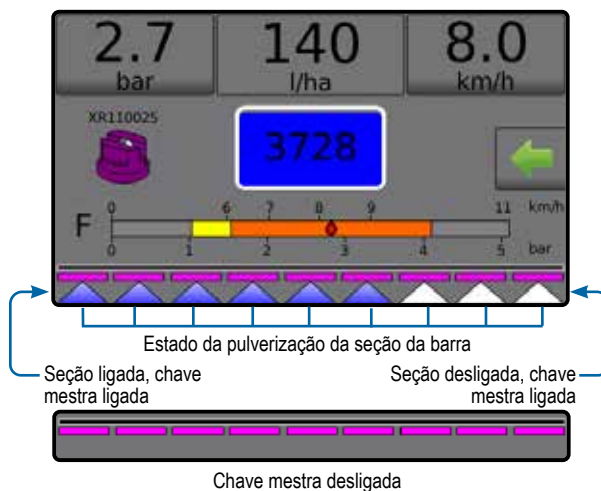 2.7 140 8.0
bar l/ha km/h
XR110025
3728
0 6 7 8 9 11 km/h
F
0 1 2 3 4 5 bar
Estado da pulverização da seção da barra
Seção ligada, chave
mestra ligada
Seção desligada, chave
mestra ligada
Chave mestra desligada